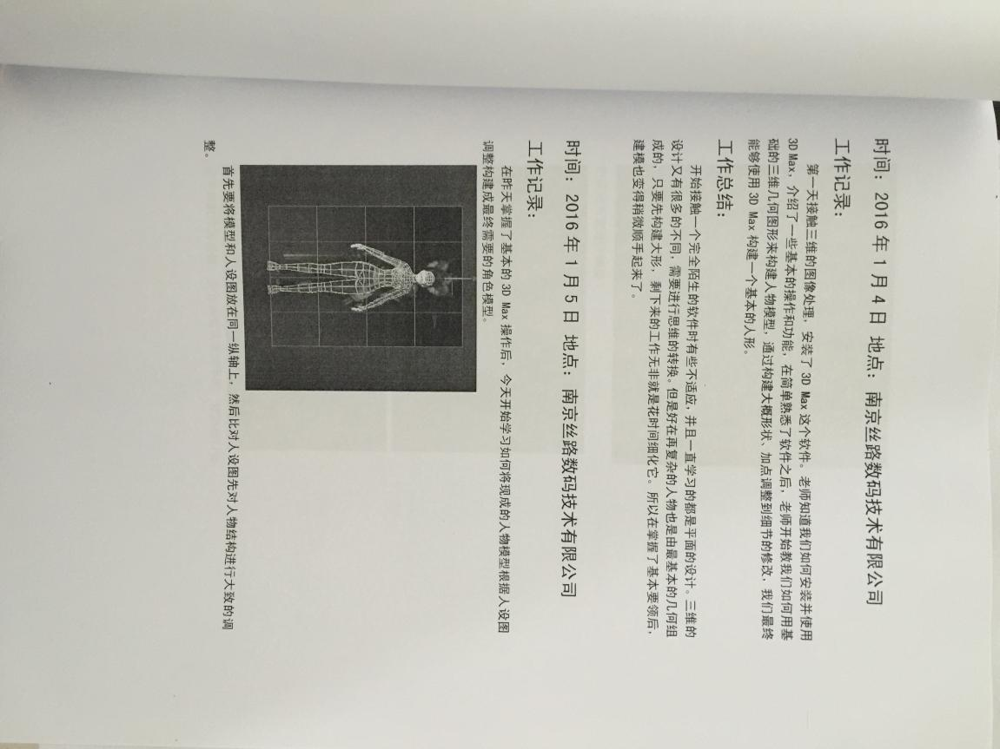 时间：2016 年 1 月 4 日 地点：南京丝路数码技术有限公司
工作记录：
第一天接触三维的图像处理，安装了 3D Max 这个软件。老师知道我们如何安装并使用
3D Max，介绍了一些基本的操作和功能，在简单熟悉了软件之后，老师开始教我们如何用基
础的三维几何图形来构建人物模型，通过构建大概形状、加点调整到细节的修改，我们最终
能够使用 3D Max 构建一个基本的人形。
工作总结：
开始接触一个完全陌生的软件时有些不适应，并且一直学习的都是平面的设计。三维的
设计又有很多的不同，需要进行思维的转换。但是好在再复杂的人物也是由最基本的几何组
成的，只要先构建大形，剩下来的工作无非就是花时间细化它。所以在掌握了基本要领后，
建模也变得稍微顺手起来了。
时间：2016 年 1 月 5 日 地点：南京丝路数码技术有限公司
工作记录：
在昨天掌握了基本的 3D Max 操作后，今天开始学习如何将现成的人物模型根据人设图
调整构建成最终需要的角色模型。
首先要将模型和人设图放在同一纵轴上，然后比对人设图先对人物结构进行大致的调
整。